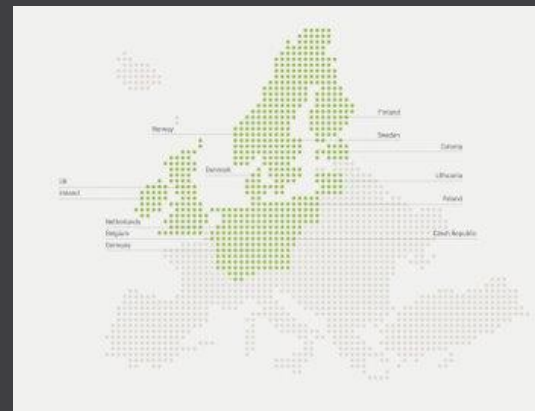 Finland
Norway
Sweden
Estonia
Denmark
Lithuania
UK
Ireland
Poland
Netherlands
Belgium
Czech Republic
Germany